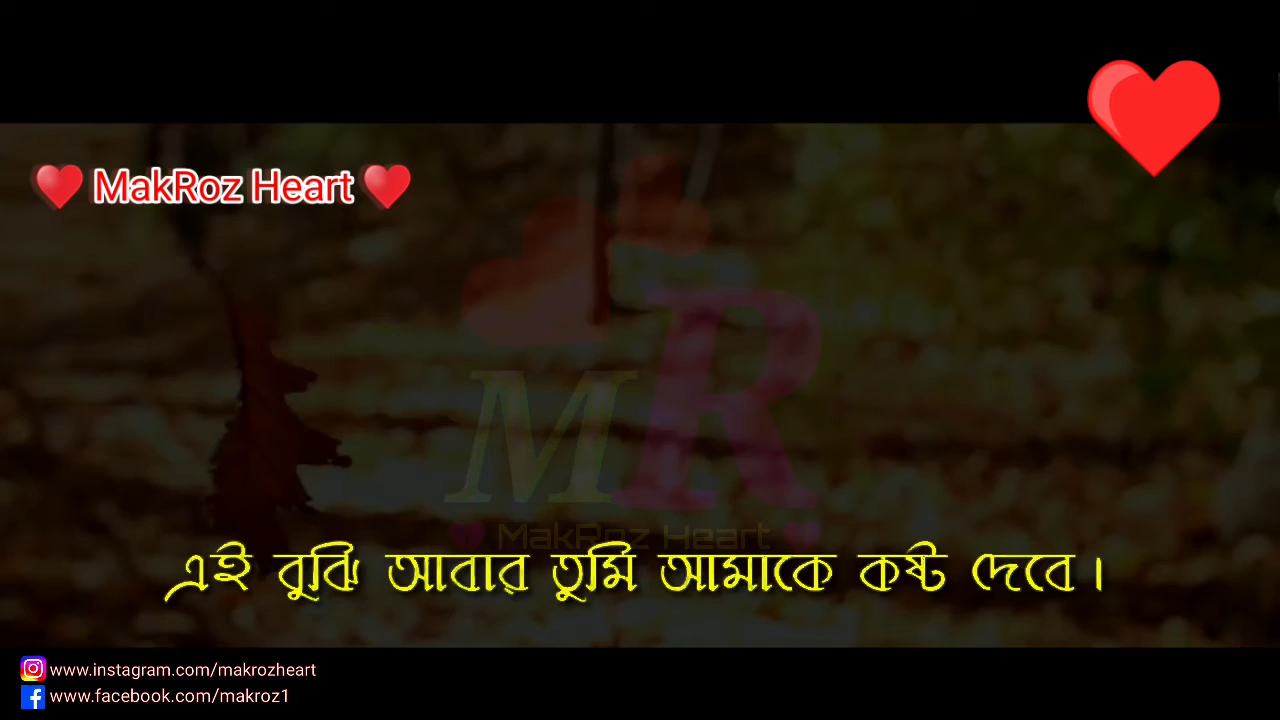 MakRoz Heart
MR
MakRoz Heart
এই বুঝি আবার তুমি আমাকে কষ্ট দেবে।
www.instagram.com/makrozheart
www.facebook.com/makroz1